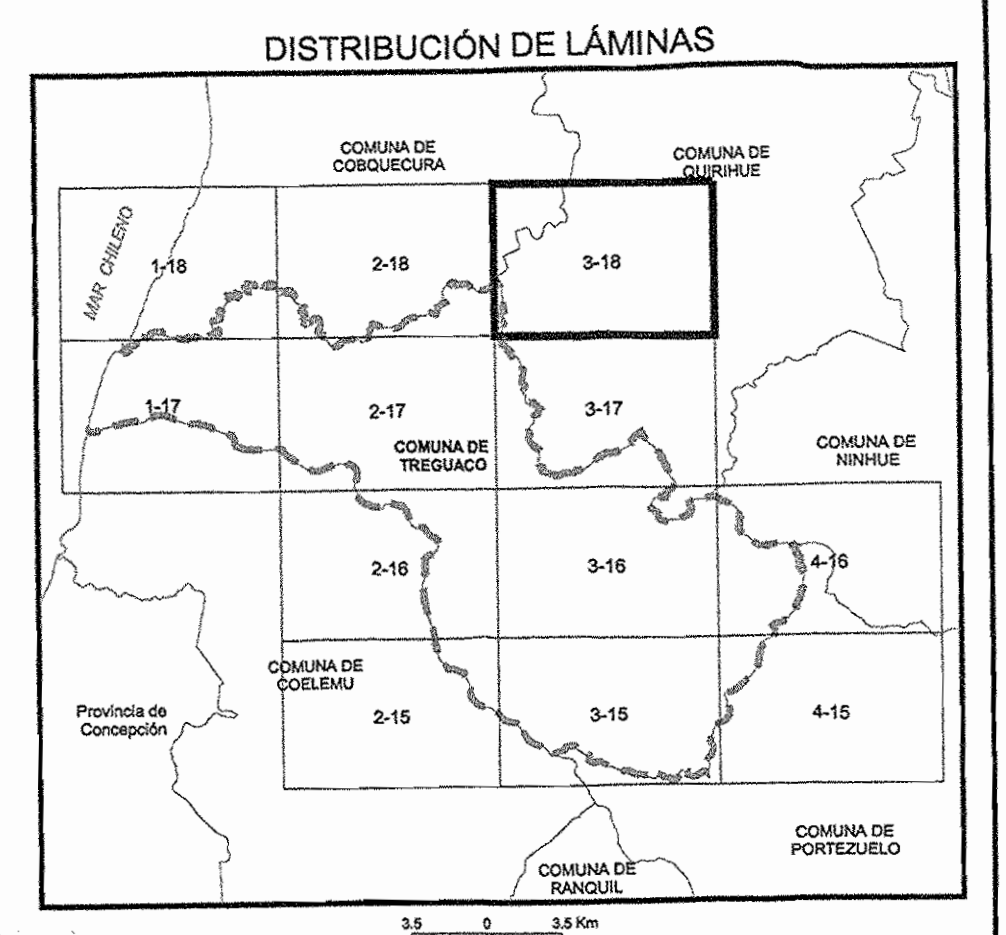 DISTRIBUCIÓN DE LÁMINAS
COMUNA DE
COBQUECURA
COMUNA DE
QUIRIHUE
MAR CHILENO
1-18
2-18
3-18
1-17
2-17
3-17
COMUNA DE
TREGUACO
COMUNA DE
NINHUE
2-16
3-16
4-16
COMUNA DE
COELEMU
Provincia de
Concepción
2-15
3-15
4-15
COMUNA DE
PORTEZUELO
COMUNA DE
RANQUIL
3.5 0 3.5 Km